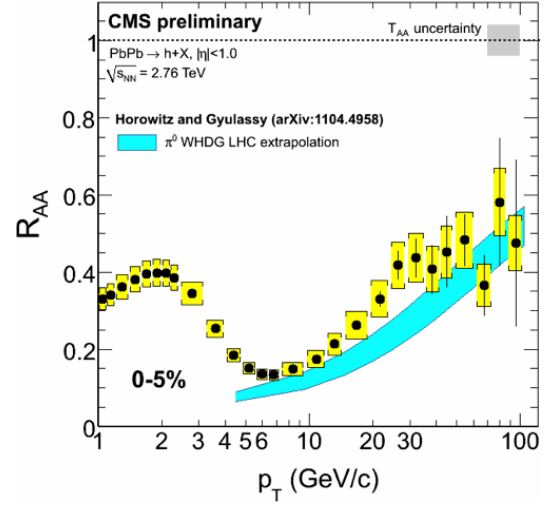 CMS preliminary
T_AA uncertainty
PbPb → h+X, |η|<1.0
√s_NN = 2.76 TeV
Horowitz and Gyulassy (arXiv:1104.4958)
π⁰ WHDG LHC extrapolation
R_AA
1
0.8
0.6
0.4
0.2
0
0-5%
1 2 3 4 5 6 10 20 30 100
p_T (GeV/c)